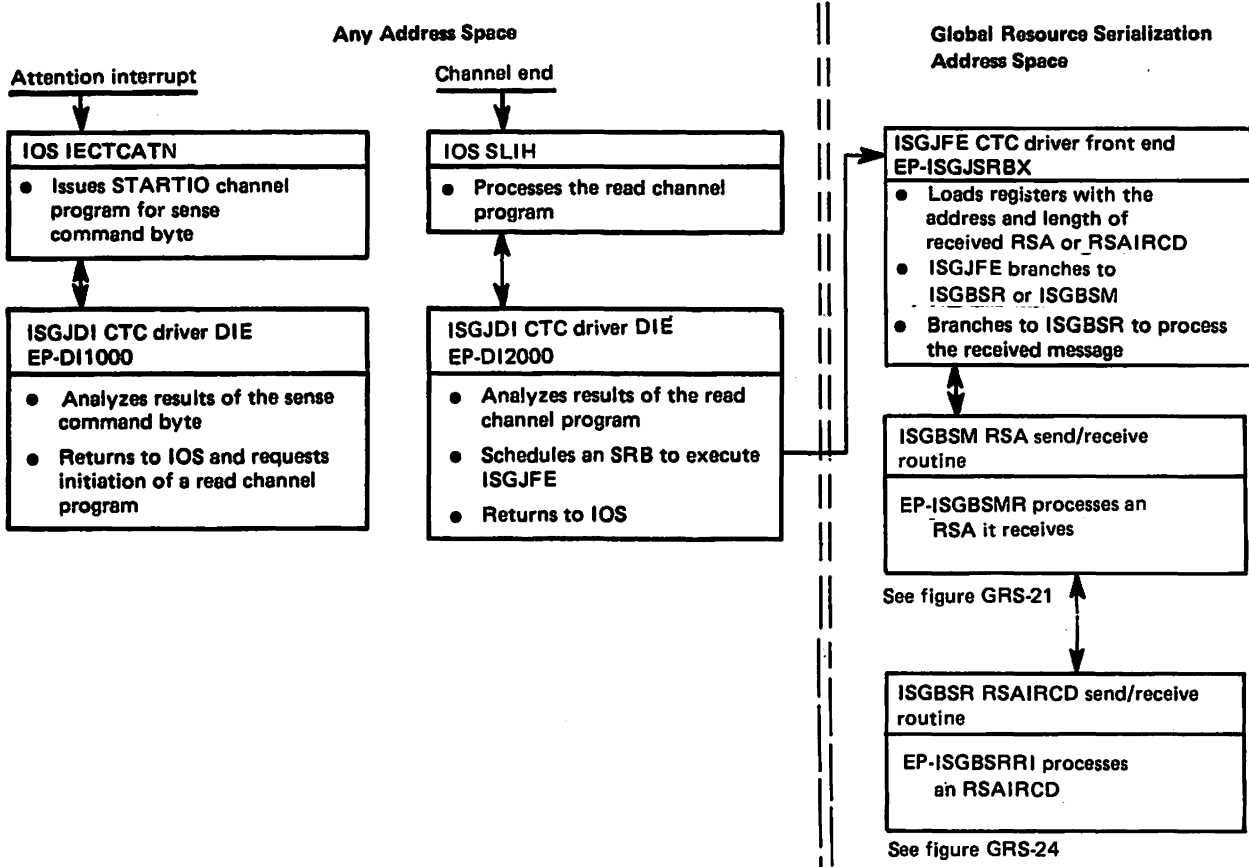 Any Address Space
Global Resource Serialization
Address Space
Attention interrupt
Channel end
IOS IECTCATN
● Issues STARTIO channel
program for sense
command byte
ISGJDI CTC driver DIE
EP-DI1000
● Analyzes results of the sense
command byte
● Returns to IOS and requests
initiation of a read channel
program
IOS SLIH
● Processes the read channel
program
ISGJDI CTC driver DIE
EP-DI2000
● Analyzes results of the read
channel program
● Schedules an SRB to execute
ISGJFE
● Returns to IOS
ISGJFE CTC driver front end
EP-ISGJSRBX
● Loads registers with the
address and length of
received RSA or RSAIRCD
● ISGJFE branches to
ISGBSR or ISGBSM
● Branches to ISGBSR to process
the received message
ISGBSM RSA send/receive
routine
EP-ISGBSMR processes an
RSA it receives
See figure GRS-21
ISGBSR RSAIRCD send/receive
routine
EP-ISGBSRRI processes
an RSAIRCD
See figure GRS-24